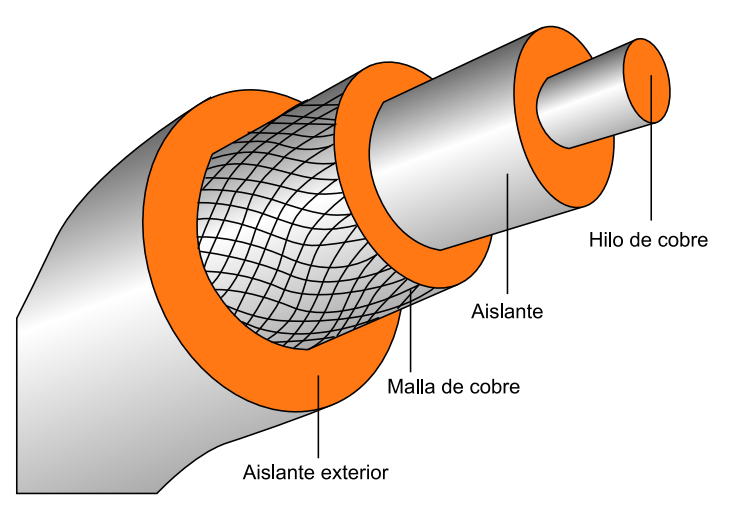 Hilo de cobre
Aislante
Malla de cobre
Aislante exterior